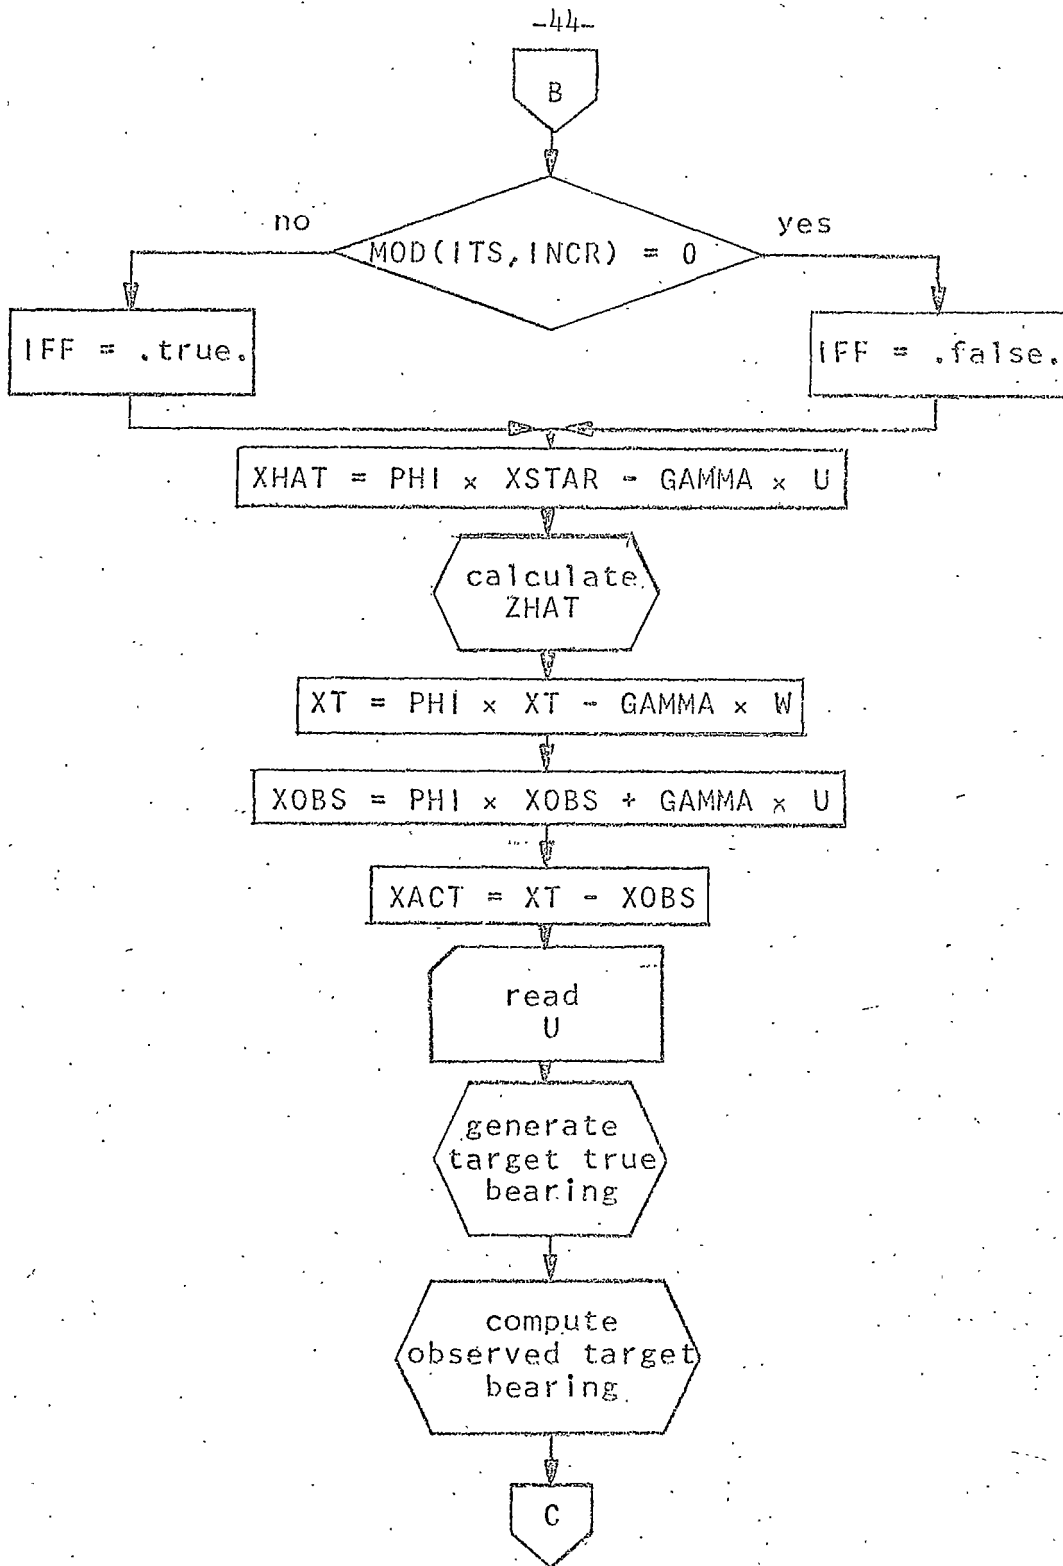 -44-
B
no
yes
MOD(ITS,INCR) = 0
IFF = .true.
IFF = .false.
XHAT = PHI × XSTAR - GAMMA × U
calculate
ZHAT
XT = PHI × XT - GAMMA × W
XOBS = PHI × XOBS + GAMMA × U
XACT = XT - XOBS
read
U
generate
target true
bearing
compute
observed target
bearing
C